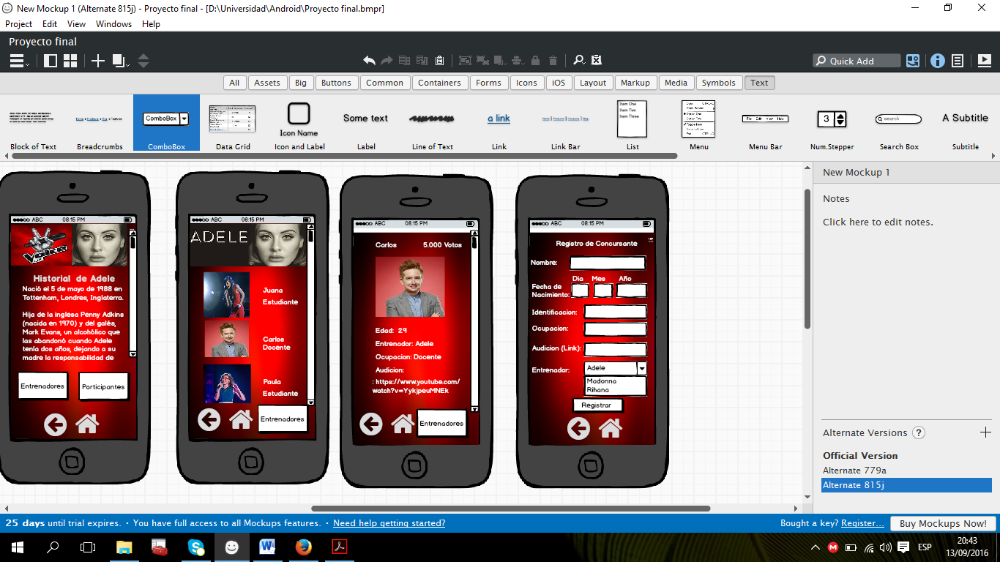 New Mockup 1 (Alternate 815j) - Proyecto final - [D:\Universidad\Android\Proyecto final.bmpr]
Project Edit View Windows Help
Proyecto final
Quick Add
All Assets Big Buttons Common Containers Forms Icons iOS Layout Markup Media Symbols Text
ComboBox
Icon Name
Some text
a link
Item One
Item Two
Item Three
File Edit View Help
3
search
A Subtitle
Block of Text Breadcrumbs ComboBox Data Grid Icon and Label Label Line of Text Link Link Bar List Menu Menu Bar Num.Stepper Search Box Subtitle
ABC 08:15 PM
The Voice
Historial de Adele
Nació el 5 de mayo de 1988 en
Tottenham, Londres, Inglaterra.
Hija de la inglesa Penny Adkins
(nacida en 1970) y del galés,
Mark Evans, un alcohólico que
las abandonó cuando Adele
tenía dos años, dejando a su
madre la responsabilidad de
Entrenadores Participantes
ABC 08:15 PM
ADELE
Juana
Estudiante
Carlos
Docente
Paula
Estudiante
Entrenadores
ABC 08:15 PM
Carlos 5.000 Votos
Edad: 29
Entrenador: Adele
Ocupacion: Docente
Audicion:
: https://www.youtube.com/
watch?v=YykjpeuMNEk
Entrenadores
ABC 08:15 PM
Registro de Concursante
Nombre:
Dia Mes Año
Fecha de
Nacimiento:
Identificacion:
Ocupacion:
Audicion (Link):
Entrenador: Adele
Madonna
Rihana
Registrar
New Mockup 1
Notes
Click here to edit notes.
Alternate Versions ?
Official Version
Alternate 779a
Alternate 815j
25 days until trial expires. · You have full access to all Mockups features. · Need help getting started?
Bought a key? Register... Buy Mockups Now!
ESP
20:43
13/09/2016